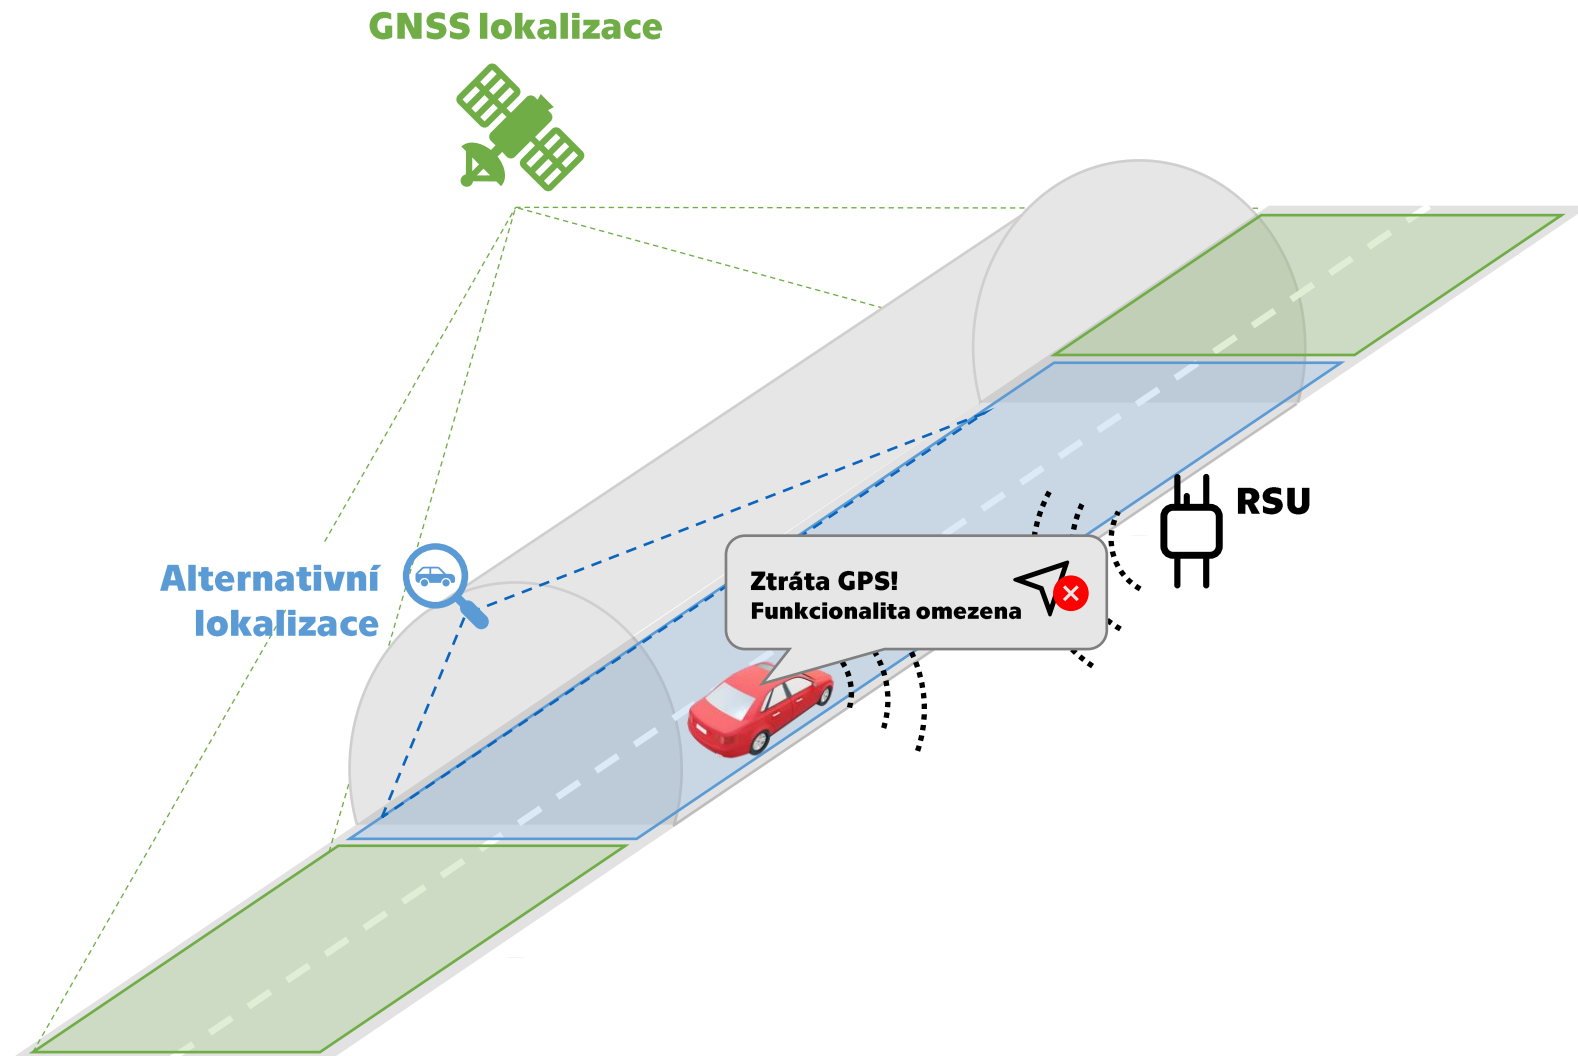 GNSS lokalizace
RSU
Alternativní
lokalizace
Ztráta GPS!
Funkcionalita omezena